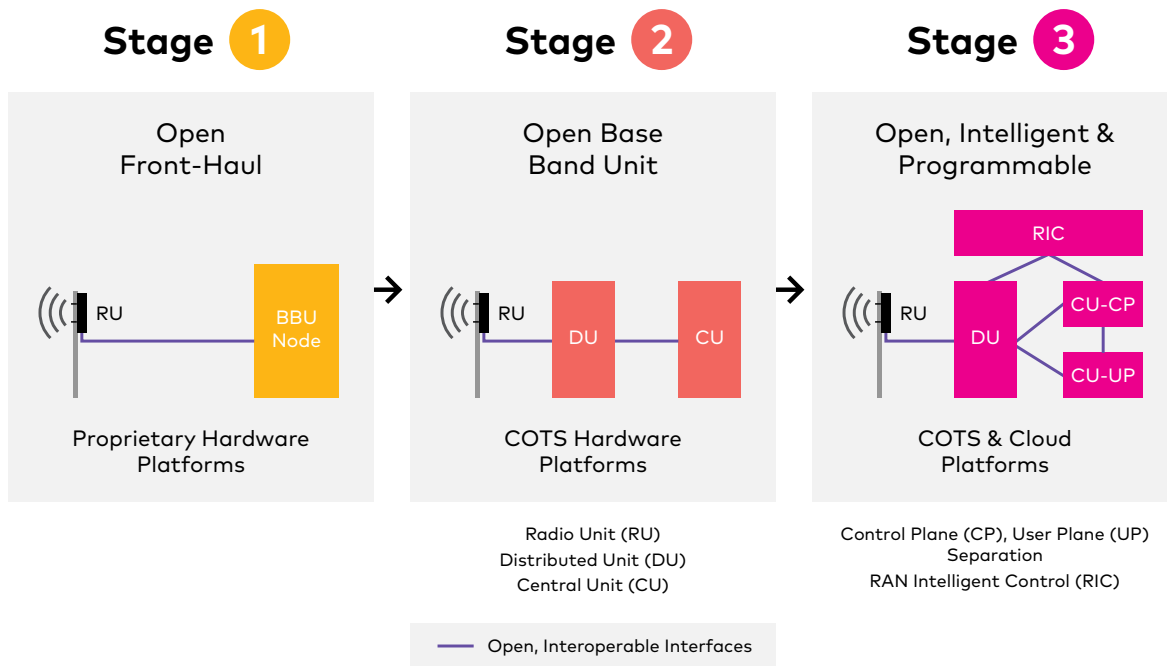 Stage 1
Open
Front-Haul
RU
BBU
Node
Proprietary Hardware
Platforms
Stage 2
Open Base
Band Unit
RU
DU
CU
COTS Hardware
Platforms
Radio Unit (RU)
Distributed Unit (DU)
Central Unit (CU)
Stage 3
Open, Intelligent &
Programmable
RIC
RU
DU
CU-CP
CU-UP
COTS & Cloud
Platforms
Control Plane (CP), User Plane (UP)
Separation
RAN Intelligent Control (RIC)
Open, Interoperable Interfaces